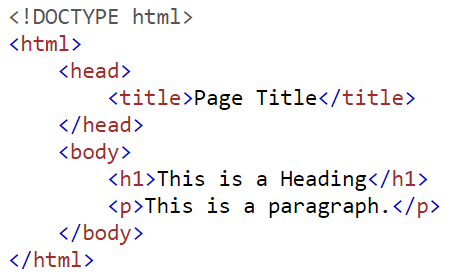 <!DOCTYPE html>
<html>
    <head>
        <title>Page Title</title>
    </head>
    <body>
        <h1>This is a Heading</h1>
        <p>This is a paragraph.</p>
    </body>
</html>